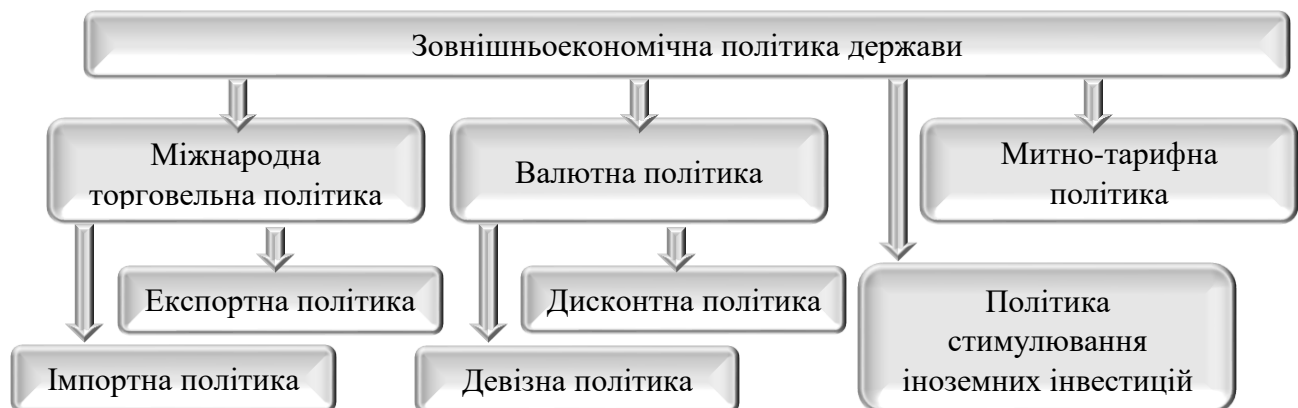 Зовнішньоекономічна політика держави
Міжнародна
торговельна політика
Валютна політика
Митно-тарифна
політика
Експортна політика
Дисконтна політика
Політика
стимулювання
іноземних інвестицій
Імпортна політика
Девізна політика